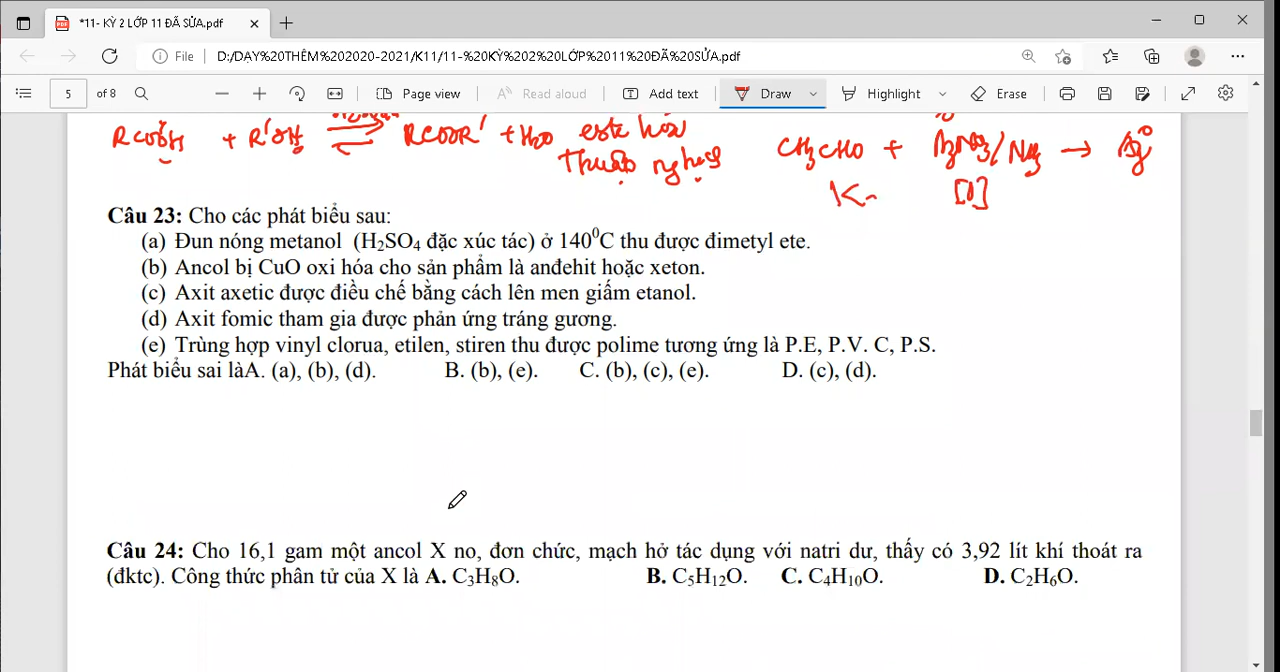 *11- KỲ 2 LỚP 11 ĐÃ SỬA.pdf
File D:/DẠY%20THÊM%202020-2021/K11/11-%20KỲ%202%20LỚP%2011%20ĐÃ%20SỬA.pdf
5 of 8 Page view Read aloud Add text Draw Highlight Erase
RCOOH + R'OH ⇌ RCOOR' + H2O este hóa
thuận nghịch
CH3CHO + AgNO3/NH3 → Ag
[O]
Câu 23: Cho các phát biểu sau:
(a) Đun nóng metanol (H₂SO₄ đặc xúc tác) ở 140⁰C thu được đimetyl ete.
(b) Ancol bị CuO oxi hóa cho sản phẩm là anđehit hoặc xeton.
(c) Axit axetic được điều chế bằng cách lên men giấm etanol.
(d) Axit fomic tham gia được phản ứng tráng gương.
(e) Trùng hợp vinyl clorua, etilen, stiren thu được polime tương ứng là P.E, P.V. C, P.S.
Phát biểu sai làA. (a), (b), (d). B. (b), (e). C. (b), (c), (e). D. (c), (d).
Câu 24: Cho 16,1 gam một ancol X no, đơn chức, mạch hở tác dụng với natri dư, thấy có 3,92 lít khí thoát ra
(đktc). Công thức phân tử của X là A. C₃H₈O. B. C₅H₁₂O. C. C₄H₁₀O. D. C₂H₆O.